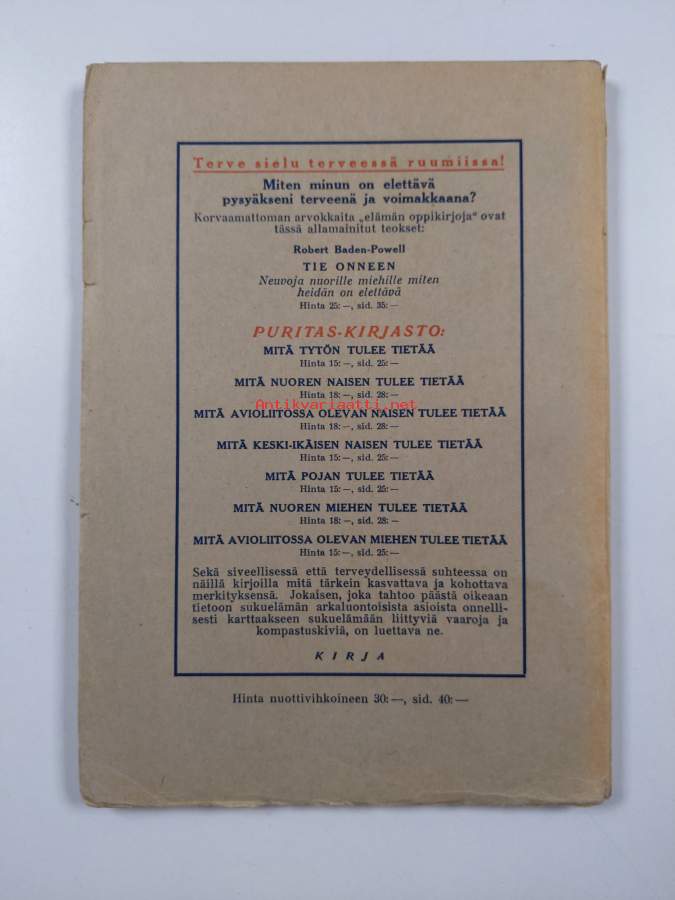 Terve sielu terveessä ruumiissa!
Miten minun on elettävä
pysyäkseni terveenä ja voimakkaana?
Korvaamattoman arvokkaita „elämän oppikirjoja“ ovat
tässä allamainitut teokset:
Robert Baden-Powell
TIE ONNEEN
Neuvoja nuorille miehille miten
heidän on elettävä
Hinta 25: —, sid. 35: —
PURITAS-KIRJASTO:
MITÄ TYTÖN TULEE TIETÄÄ
Hinta 15: —, sid. 25: —
MITÄ NUOREN NAISEN TULEE TIETÄÄ
Hinta 18: —, sid. 28: —
Antikvariaatti.net
MITÄ AVIOLIITOSSA OLEVAN NAISEN TULEE TIETÄÄ
Hinta 18: —, sid. 28: —
MITÄ KESKI-IKÄISEN NAISEN TULEE TIETÄÄ
Hinta 15: —, sid. 25: —
MITÄ POJAN TULEE TIETÄÄ
Hinta 15: —, sid. 25: —
MITÄ NUOREN MIEHEN TULEE TIETÄÄ
Hinta 18: —, sid. 28: —
MITÄ AVIOLIITOSSA OLEVAN MIEHEN TULEE TIETÄÄ
Hinta 15: —, sid. 25: —
Sekä siveellisessä että terveydellisessä suhteessa on
näillä kirjoilla mitä tärkein kasvattava ja kohottava
merkityksensä. Jokaisen, joka tahtoo päästä oikeaan
tietoon sukuelämän arkaluontoisista asioista onnelli-
sesti karttaakseen sukuelämään liittyviä vaaroja ja
kompastuskiviä, on luettava ne.
KIRJA
Hinta nuottivihkoineen 30: —, sid. 40: —